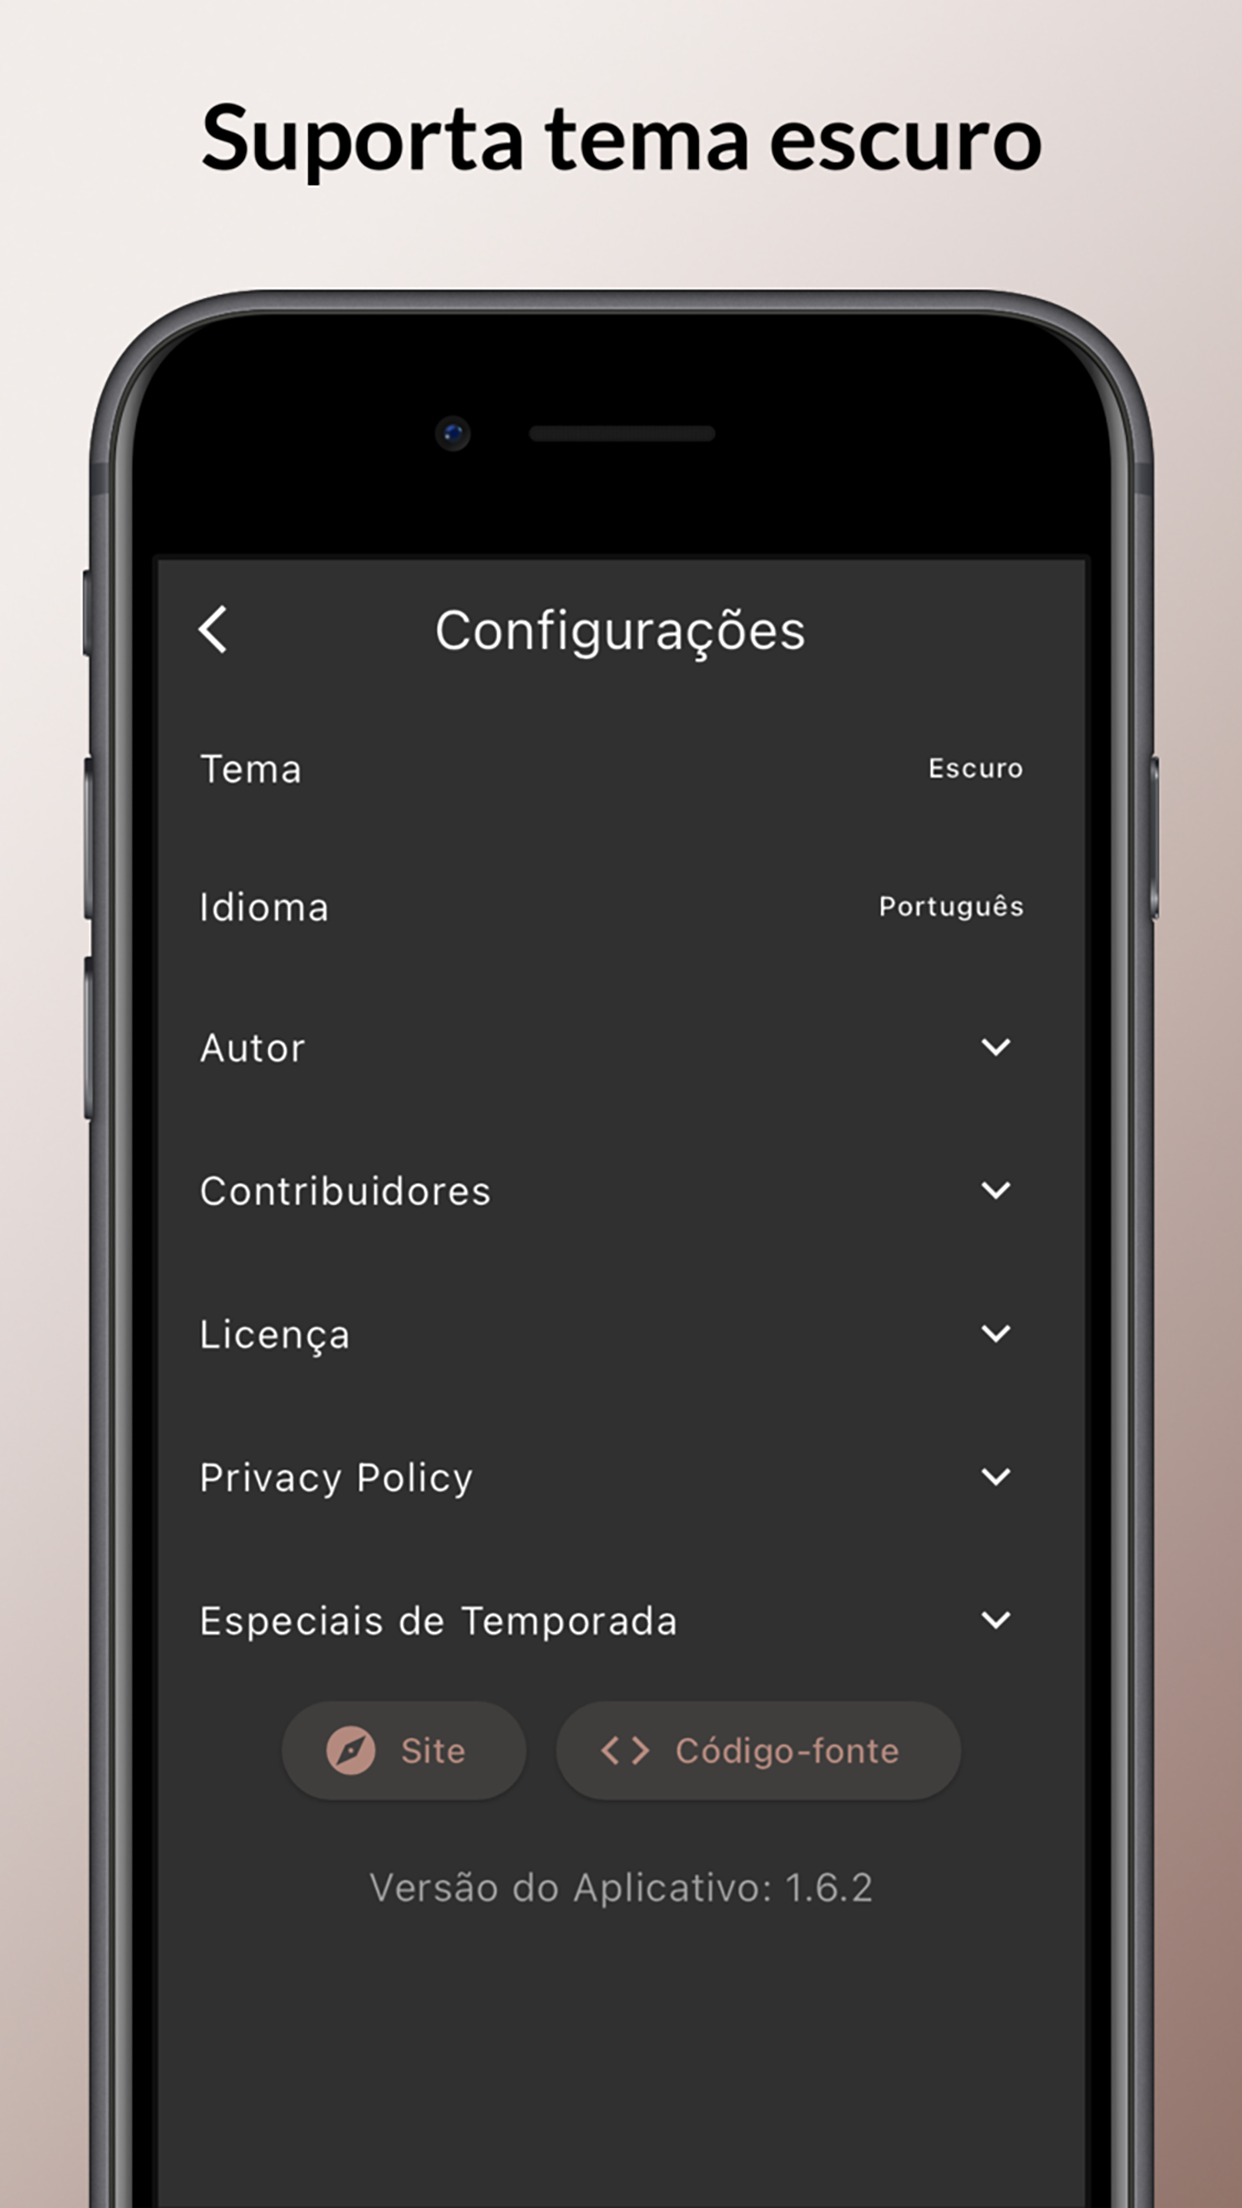 Suporta tema escuro
Configurações
Tema
Escuro
Idioma
Português
Autor
Contribuidores
Licença
Privacy Policy
Especiais de Temporada
Site
Código-fonte
Versão do Aplicativo: 1.6.2